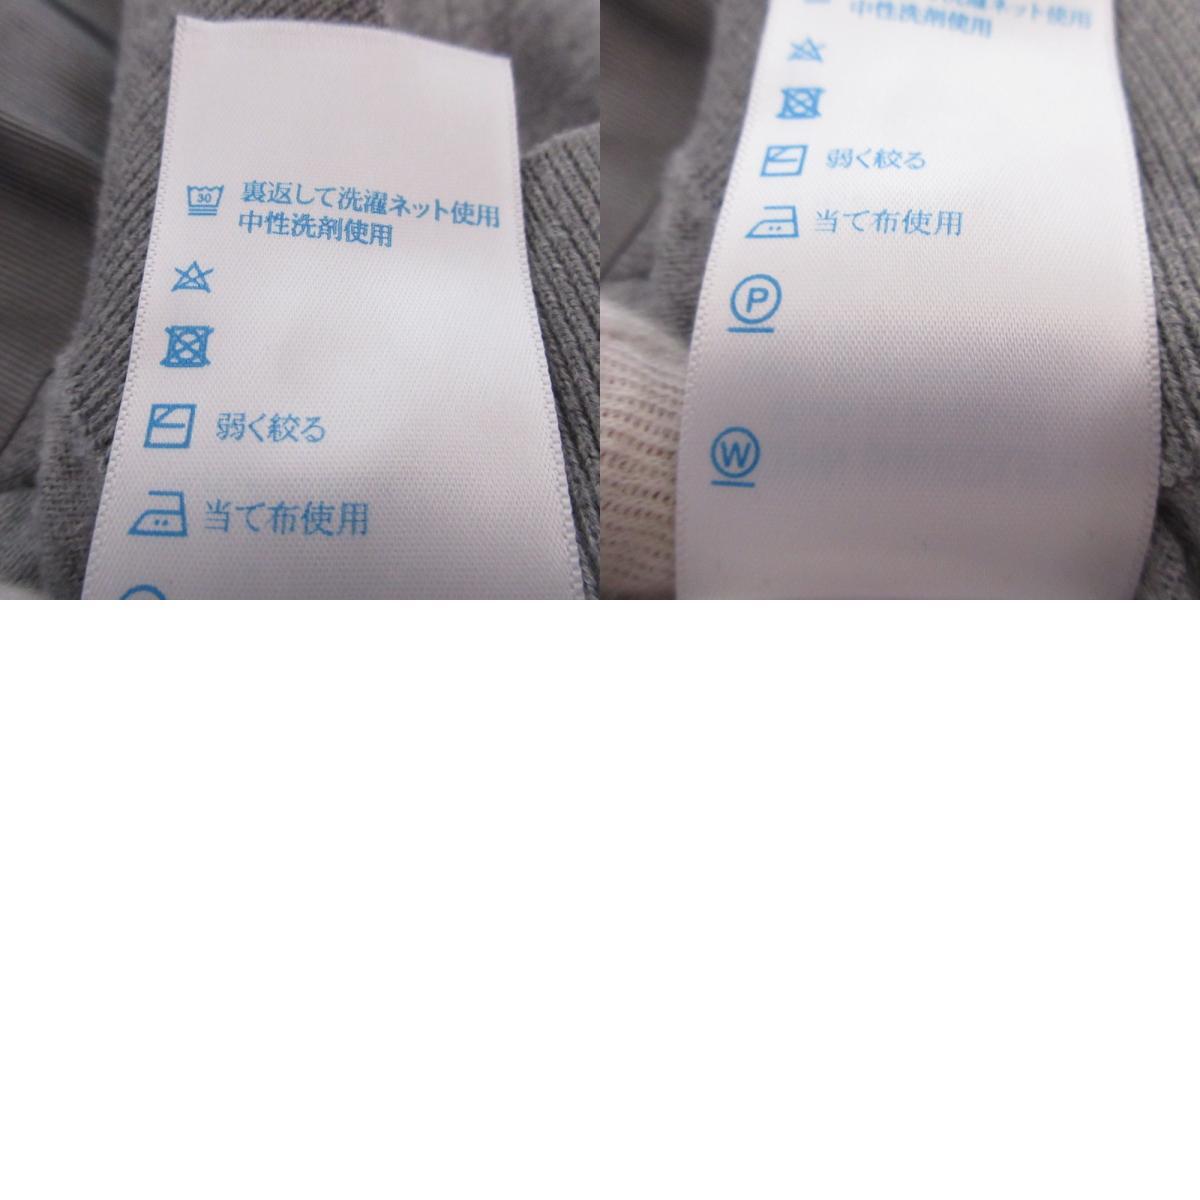 30 裏返して洗濯ネット使用
中性洗剤使用
弱く絞る
当て布使用
中性洗剤使用
弱く絞る
当て布使用
P
W